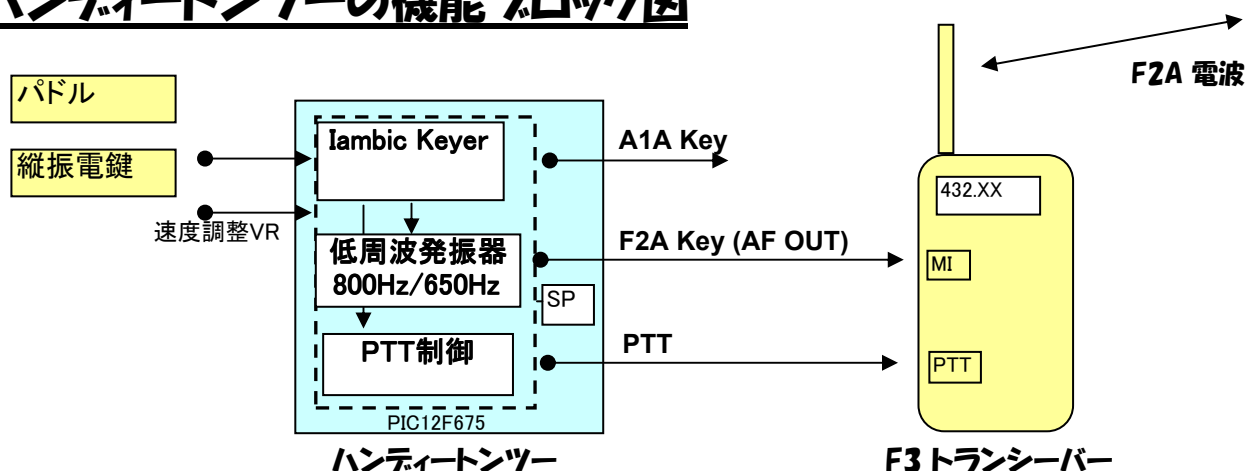 ハンディートンツーの機能ブロック図
F2A 電波
パドル
Iambic Keyer
A1A Key
縦振電鍵
432.XX
速度調整VR
低周波発振器
800Hz/650Hz
F2A Key (AF OUT)
MI
SP
PTT制御
PTT
PTT
PIC12F675
ハンディートンツー
F3トランシーバー